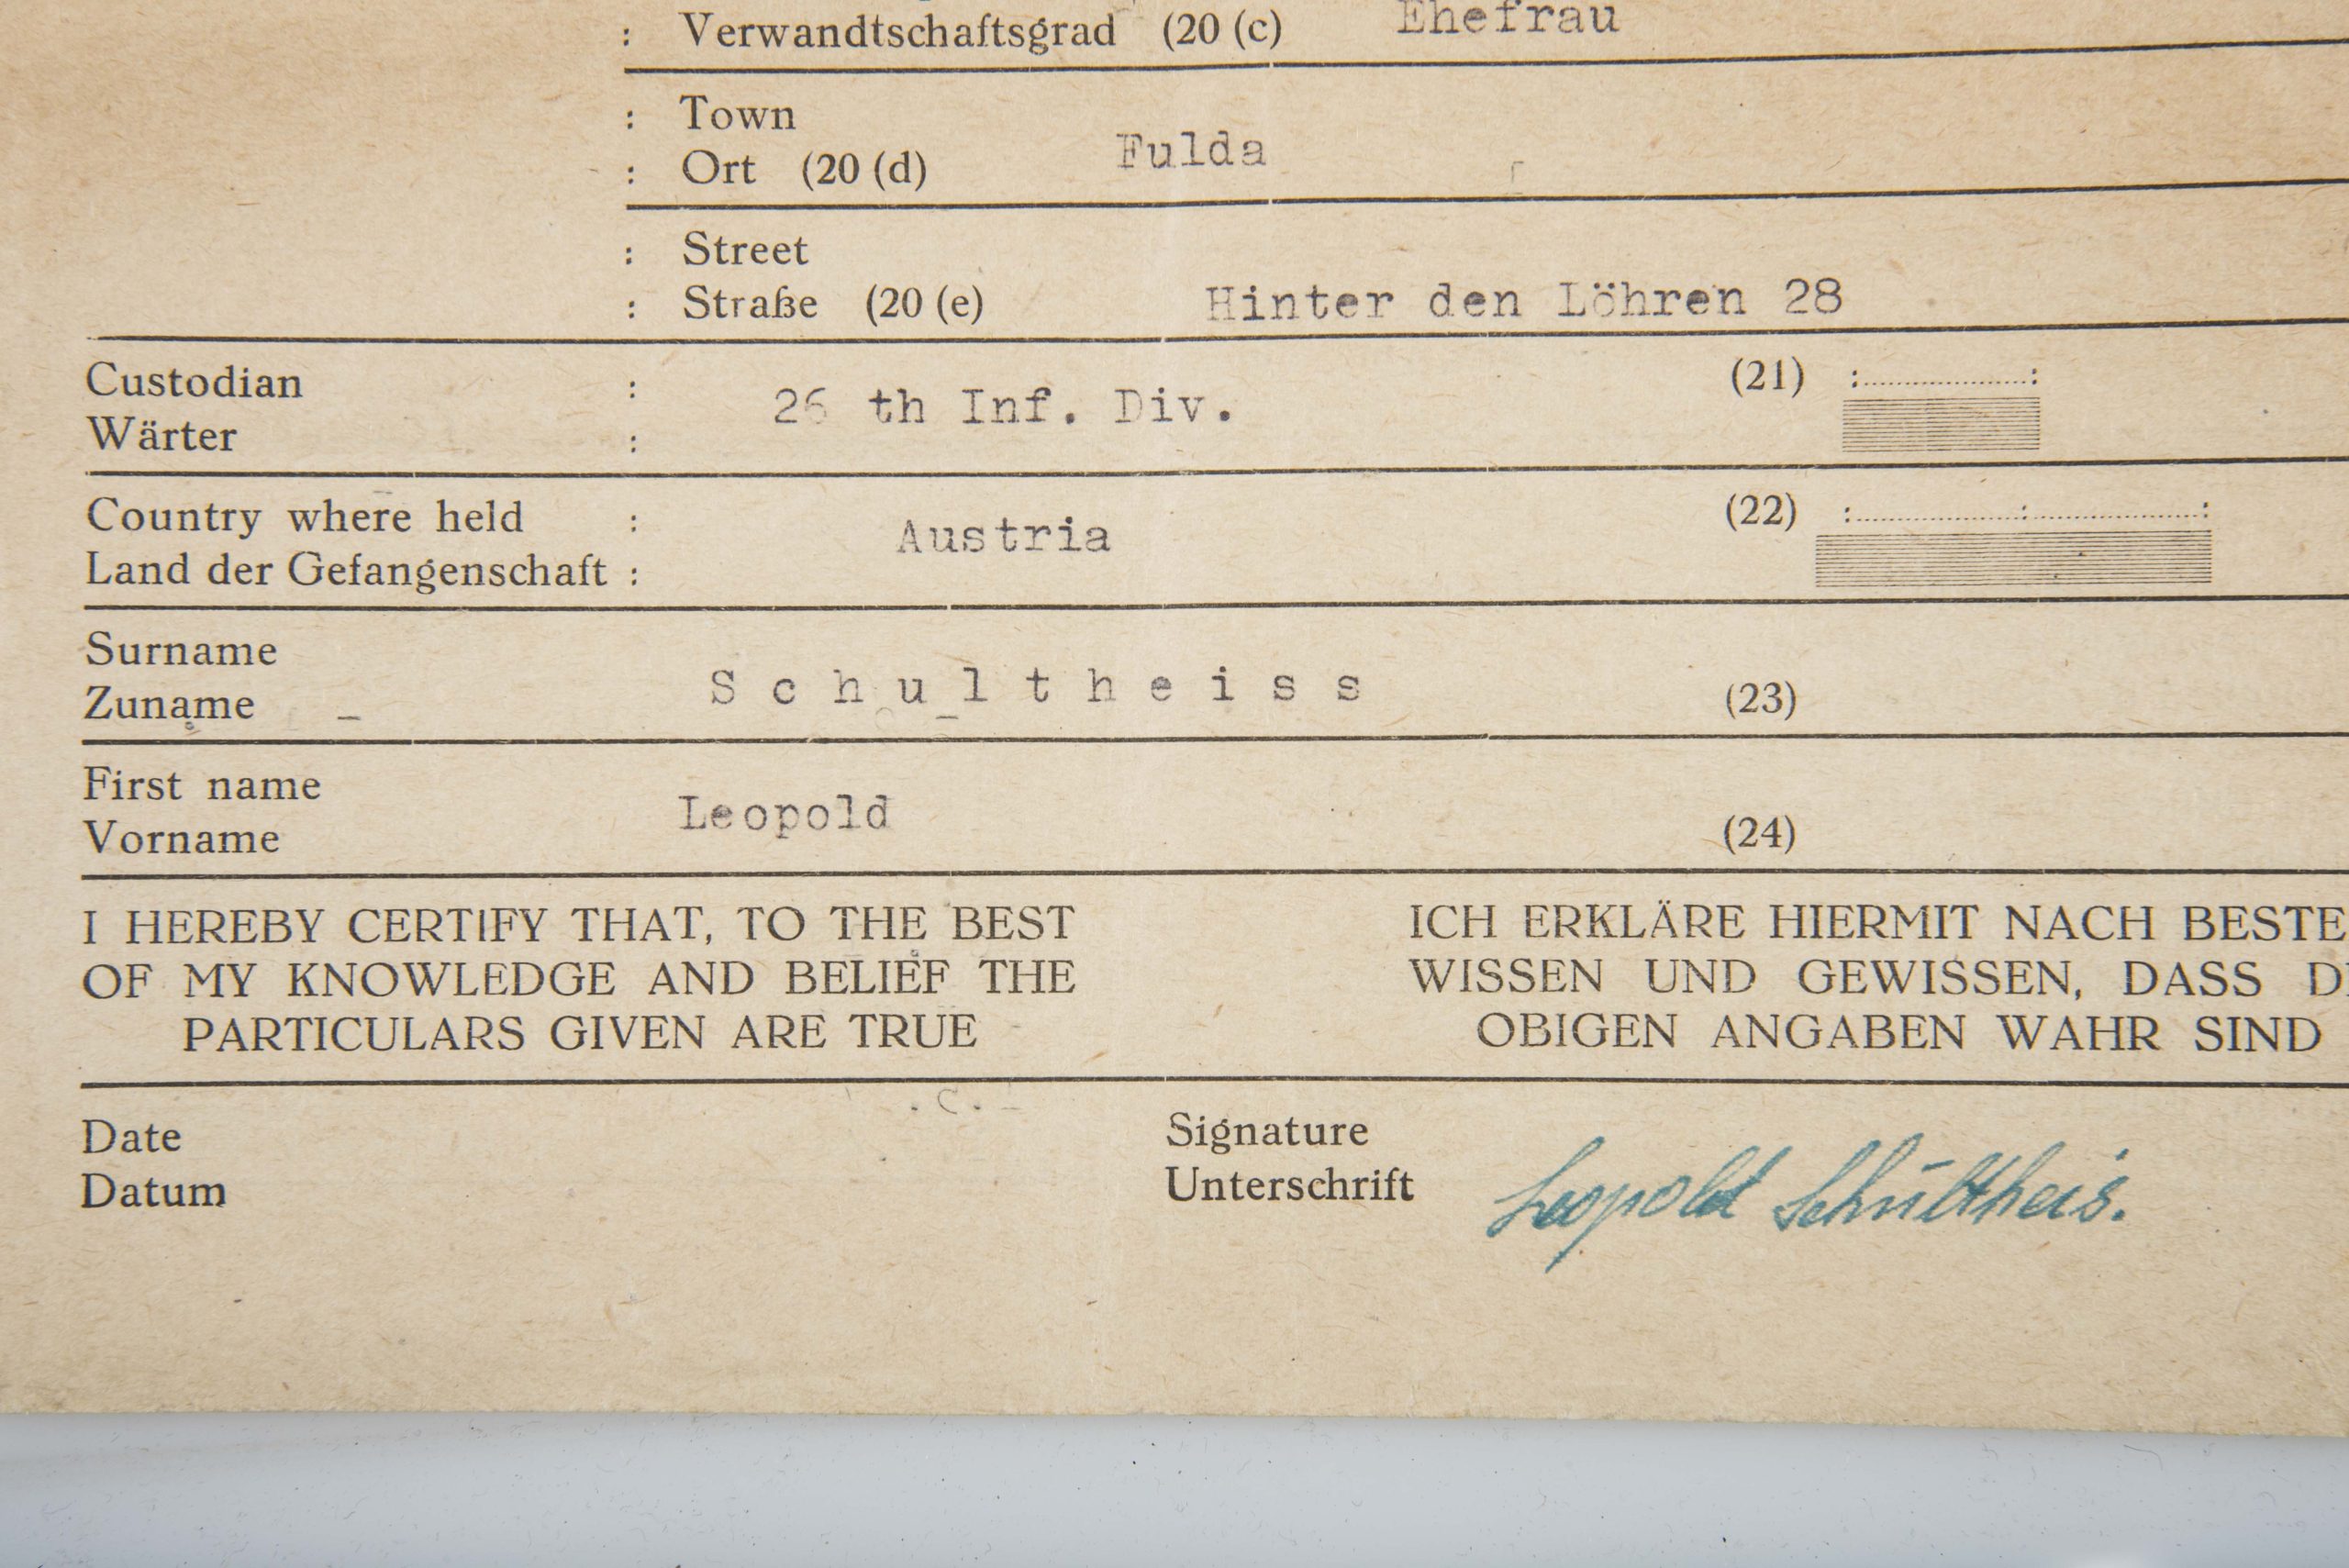 : Verwandtschaftsgrad (20 (c) Ehefrau
: Town
: Ort (20 (d) Fulda
: Street
: Straße (20 (e) Hinter den Löhren 28
Custodian : (21) : :
26 th Inf. Div.
Wärter :
Country where held : (22) : : :
Austria
Land der Gefangenschaft :
Surname
Schultheiss
Zuname (23)
First name
Leopold
Vorname (24)
I HEREBY CERTIFY THAT, TO THE BEST
OF MY KNOWLEDGE AND BELIEF THE
PARTICULARS GIVEN ARE TRUE
ICH ERKLÄRE HIERMIT NACH BESTE
WISSEN UND GEWISSEN, DASS D
OBIGEN ANGABEN WAHR SIND
Date
Datum
Signature
Unterschrift Leopold Schultheis.